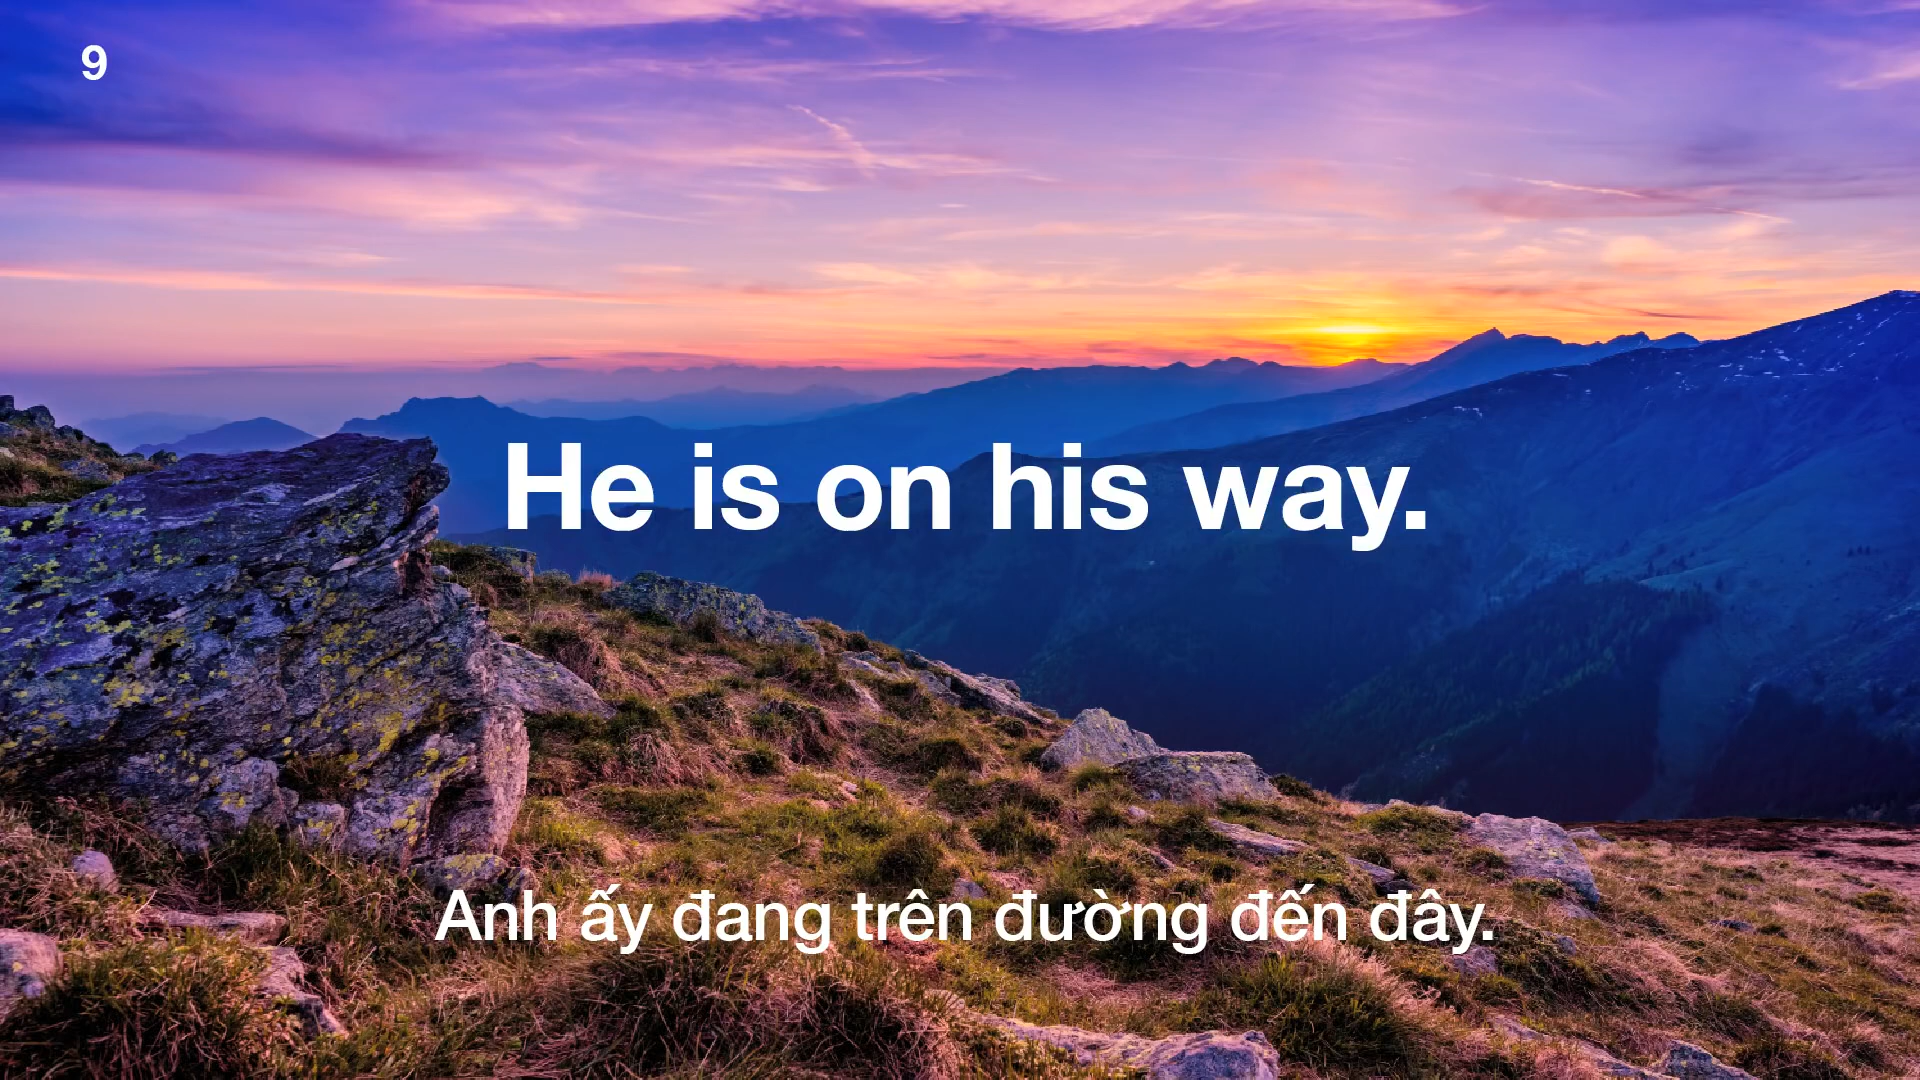 9
He is on his way.
Anh ấy đang trên đường đến đây.